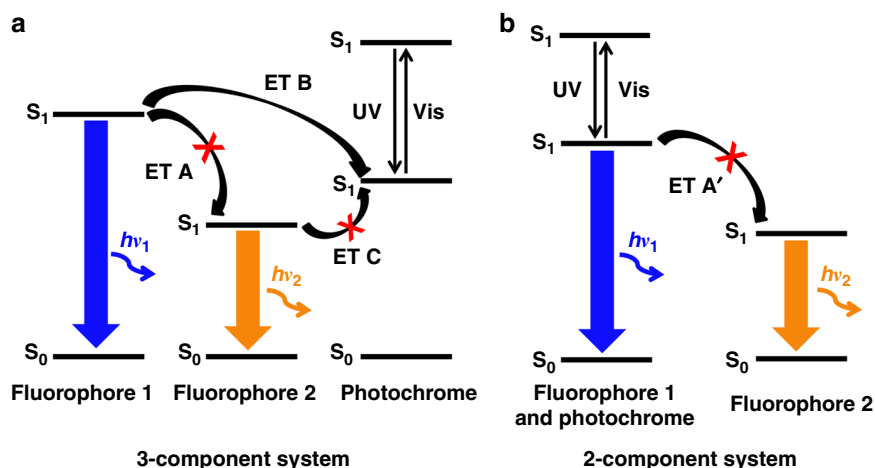 a
S1
ET B
UV
Vis
S1
ET A
S1
S1
ET C
hν1
hν2
S0
S0
S0
Fluorophore 1
Fluorophore 2
Photochrome
3-component system
b
S1
UV
Vis
S1
ET A′
S1
hν1
hν2
S0
S0
Fluorophore 1
and photochrome
Fluorophore 2
2-component system